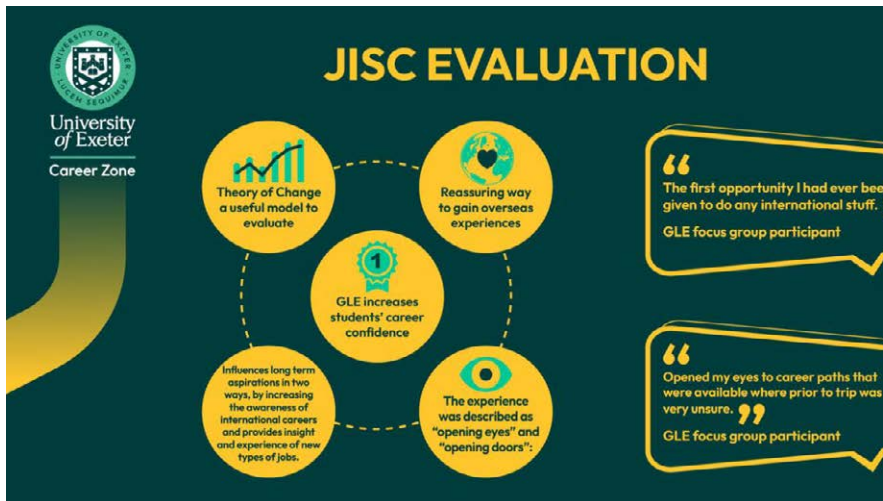 UNIVERSITY OF EXETER
LUCEM SEQUIMUR
University
of Exeter
Career Zone
JISC EVALUATION
Theory of Change
a useful model to
evaluate
Reassuring way
to gain overseas
experiences
1
GLE increases
students' career
confidence
Influences long term
aspirations in two
ways, by increasing
the awareness of
international careers
and provides insight
and experience of new
types of jobs.
The experience
was described as
"opening eyes" and
"opening doors":
“
The first opportunity I had ever bee
given to do any international stuff.
GLE focus group participant
“
Opened my eyes to career paths that
were available where prior to trip was
very unsure. ”
GLE focus group participant